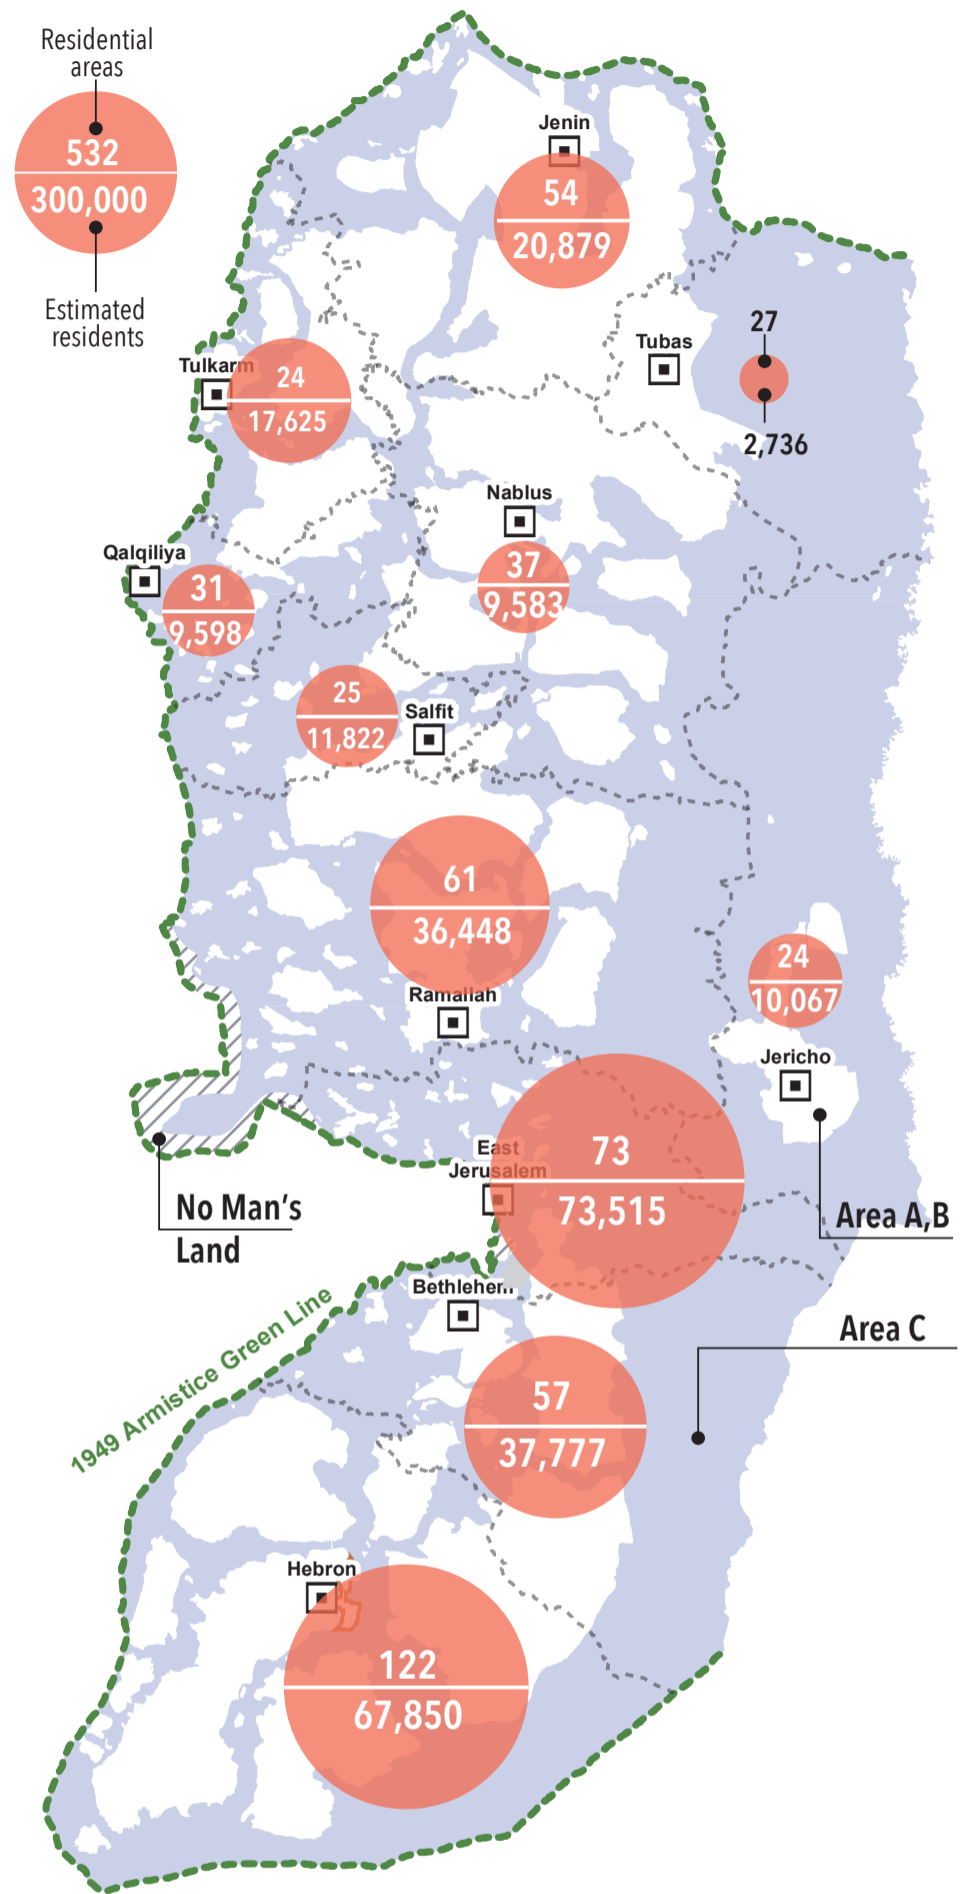 Residential
areas
532
300,000
Estimated
residents
Jenin
54
20,879
Tubas
27
2,736
Tulkarm
24
17,625
Nablus
37
9,583
Qalqiliya
31
9,598
25
11,822
Salfit
61
36,448
Ramallah
24
10,067
Jericho
Area A,B
East
Jerusalem
73
73,515
No Man's
Land
1949 Armistice Green Line
Bethlehem
Area C
57
37,777
Hebron
122
67,850